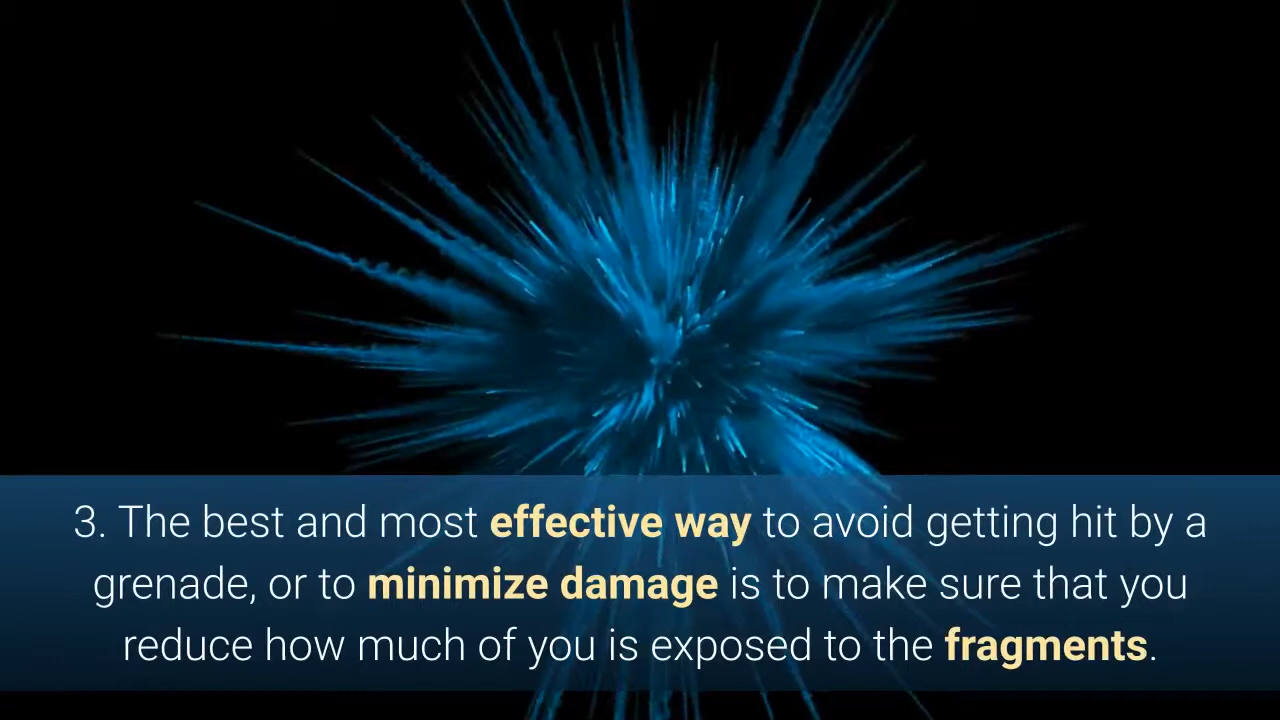 3. The best and most effective way to avoid getting hit by a
grenade, or to minimize damage is to make sure that you
reduce how much of you is exposed to the fragments.